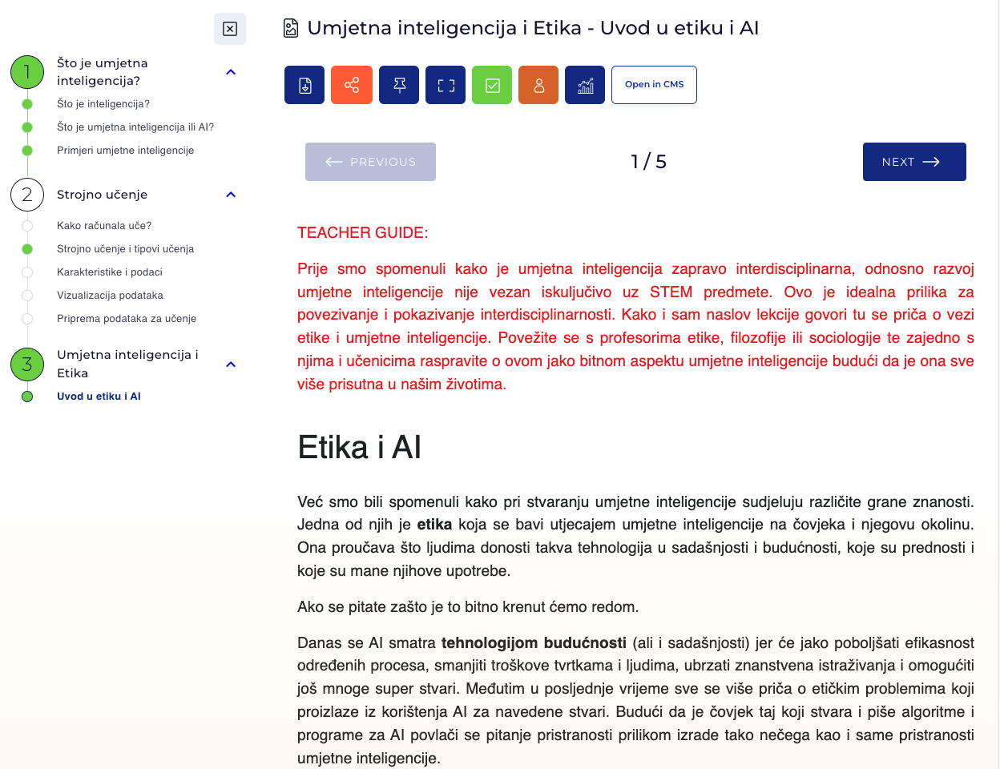 1
Što je umjetna
inteligencija?
Što je inteligencija?
Što je umjetna inteligencija ili AI?
Primjeri umjetne inteligencije
2
Strojno učenje
Kako računala uče?
Strojno učenje i tipovi učenja
Karakteristike i podaci
Vizualizacija podataka
Priprema podataka za učenje
3
Umjetna inteligencija i
Etika
Uvod u etiku i AI
Umjetna inteligencija i Etika - Uvod u etiku i AI
Open in CMS
PREVIOUS
1 / 5
NEXT
TEACHER GUIDE:
Prije smo spomenuli kako je umjetna inteligencija zapravo interdisciplinarna, odnosno razvoj
umjetne inteligencije nije vezan iskuljučivo uz STEM predmete. Ovo je idealna prilika za
povezivanje i pokazivanje interdisciplinarnosti. Kako i sam naslov lekcije govori tu se priča o vezi
etike i umjetne inteligencije. Povežite se s profesorima etike, filozofije ili sociologije te zajedno s
njima i učenicima raspravite o ovom jako bitnom aspektu umjetne inteligencije budući da je ona sve
više prisutna u našim životima.
Etika i AI
Već smo bili spomenuli kako pri stvaranju umjetne inteligencije sudjeluju različite grane znanosti.
Jedna od njih je etika koja se bavi utjecajem umjetne inteligencije na čovjeka i njegovu okolinu.
Ona proučava što ljudima donosti takva tehnologija u sadašnjosti i budućnosti, koje su prednosti i
koje su mane njihove upotrebe.
Ako se pitate zašto je to bitno krenut ćemo redom.
Danas se AI smatra tehnologijom budućnosti (ali i sadašnjosti) jer će jako poboljšati efikasnost
određenih procesa, smanjiti troškove tvrtkama i ljudima, ubrzati znanstvena istraživanja i omogućiti
još mnoge super stvari. Međutim u posljednje vrijeme sve se više priča o etičkim problemima koji
proizlaze iz korištenja AI za navedene stvari. Budući da je čovjek taj koji stvara i piše algoritme i
programe za AI povlači se pitanje pristranosti prilikom izrade tako nečega kao i same pristranosti
umjetne inteligencije.